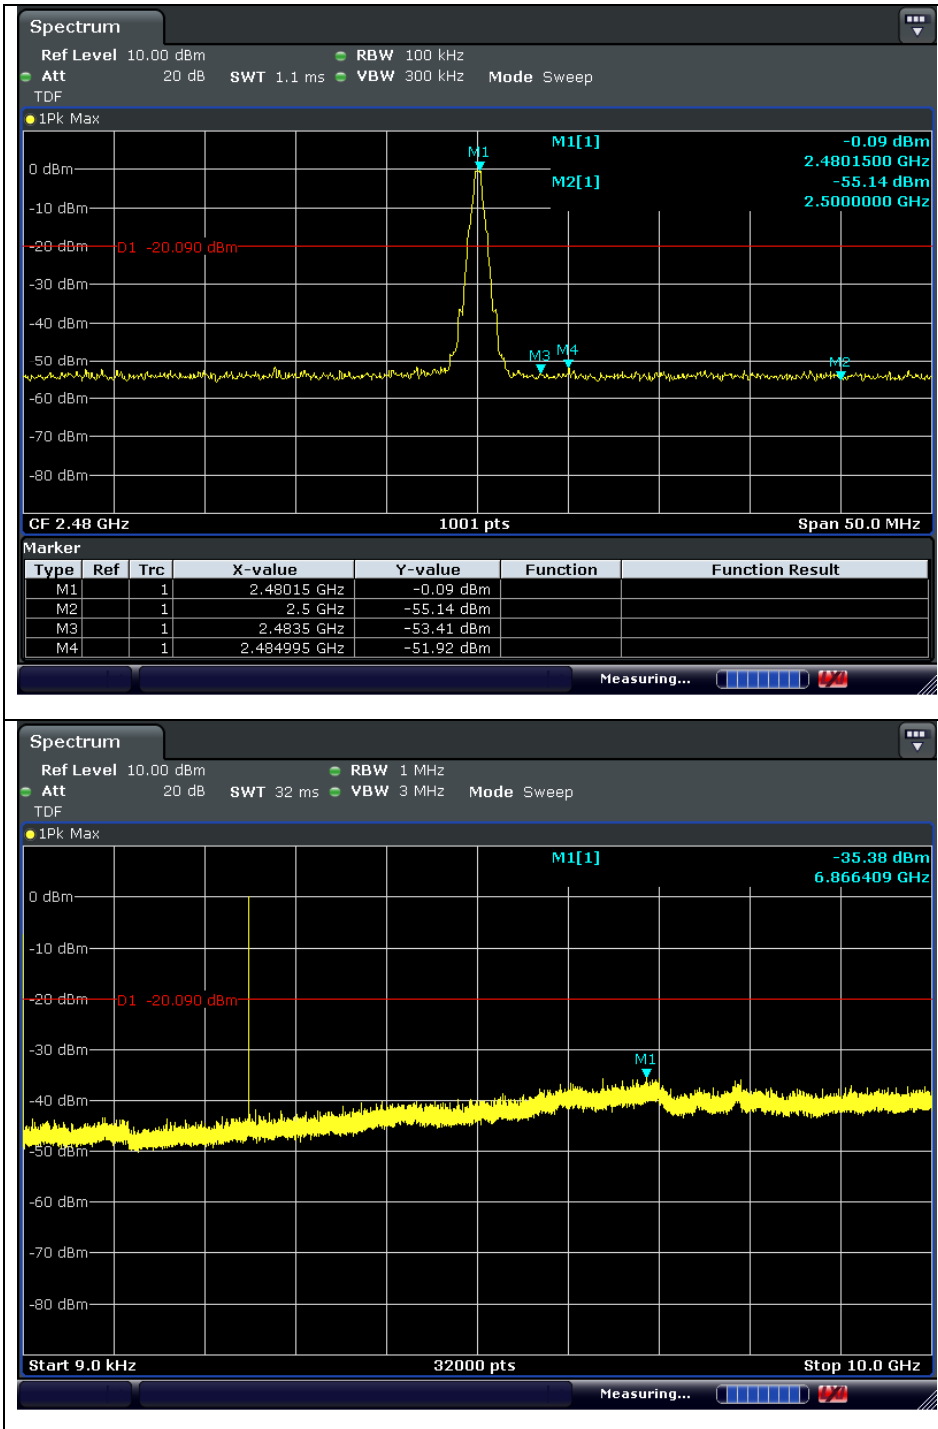 Spectrum
Ref Level 10.00 dBm RBW 100 kHz
Att 20 dB SWT 1.1 ms VBW 300 kHz Mode Sweep
TDF
1Pk Max
M1[1] -0.09 dBm
2.4801500 GHz
M2[1] -55.14 dBm
2.5000000 GHz
M1
0 dBm
-10 dBm
-20 dBm D1 -20.090 dBm
-30 dBm
-40 dBm
-50 dBm M3 M4 M2
-60 dBm
-70 dBm
-80 dBm
CF 2.48 GHz 1001 pts Span 50.0 MHz
Marker
Type Ref Trc X-value Y-value Function Function Result
M1 1 2.48015 GHz -0.09 dBm
M2 1 2.5 GHz -55.14 dBm
M3 1 2.4835 GHz -53.41 dBm
M4 1 2.484995 GHz -51.92 dBm
Measuring...
Spectrum
Ref Level 10.00 dBm RBW 1 MHz
Att 20 dB SWT 32 ms VBW 3 MHz Mode Sweep
TDF
1Pk Max
M1[1] -35.38 dBm
6.866409 GHz
0 dBm
-10 dBm
-20 dBm D1 -20.090 dBm
-30 dBm
M1
-40 dBm
-50 dBm
-60 dBm
-70 dBm
-80 dBm
Start 9.0 kHz 32000 pts Stop 10.0 GHz
Measuring...